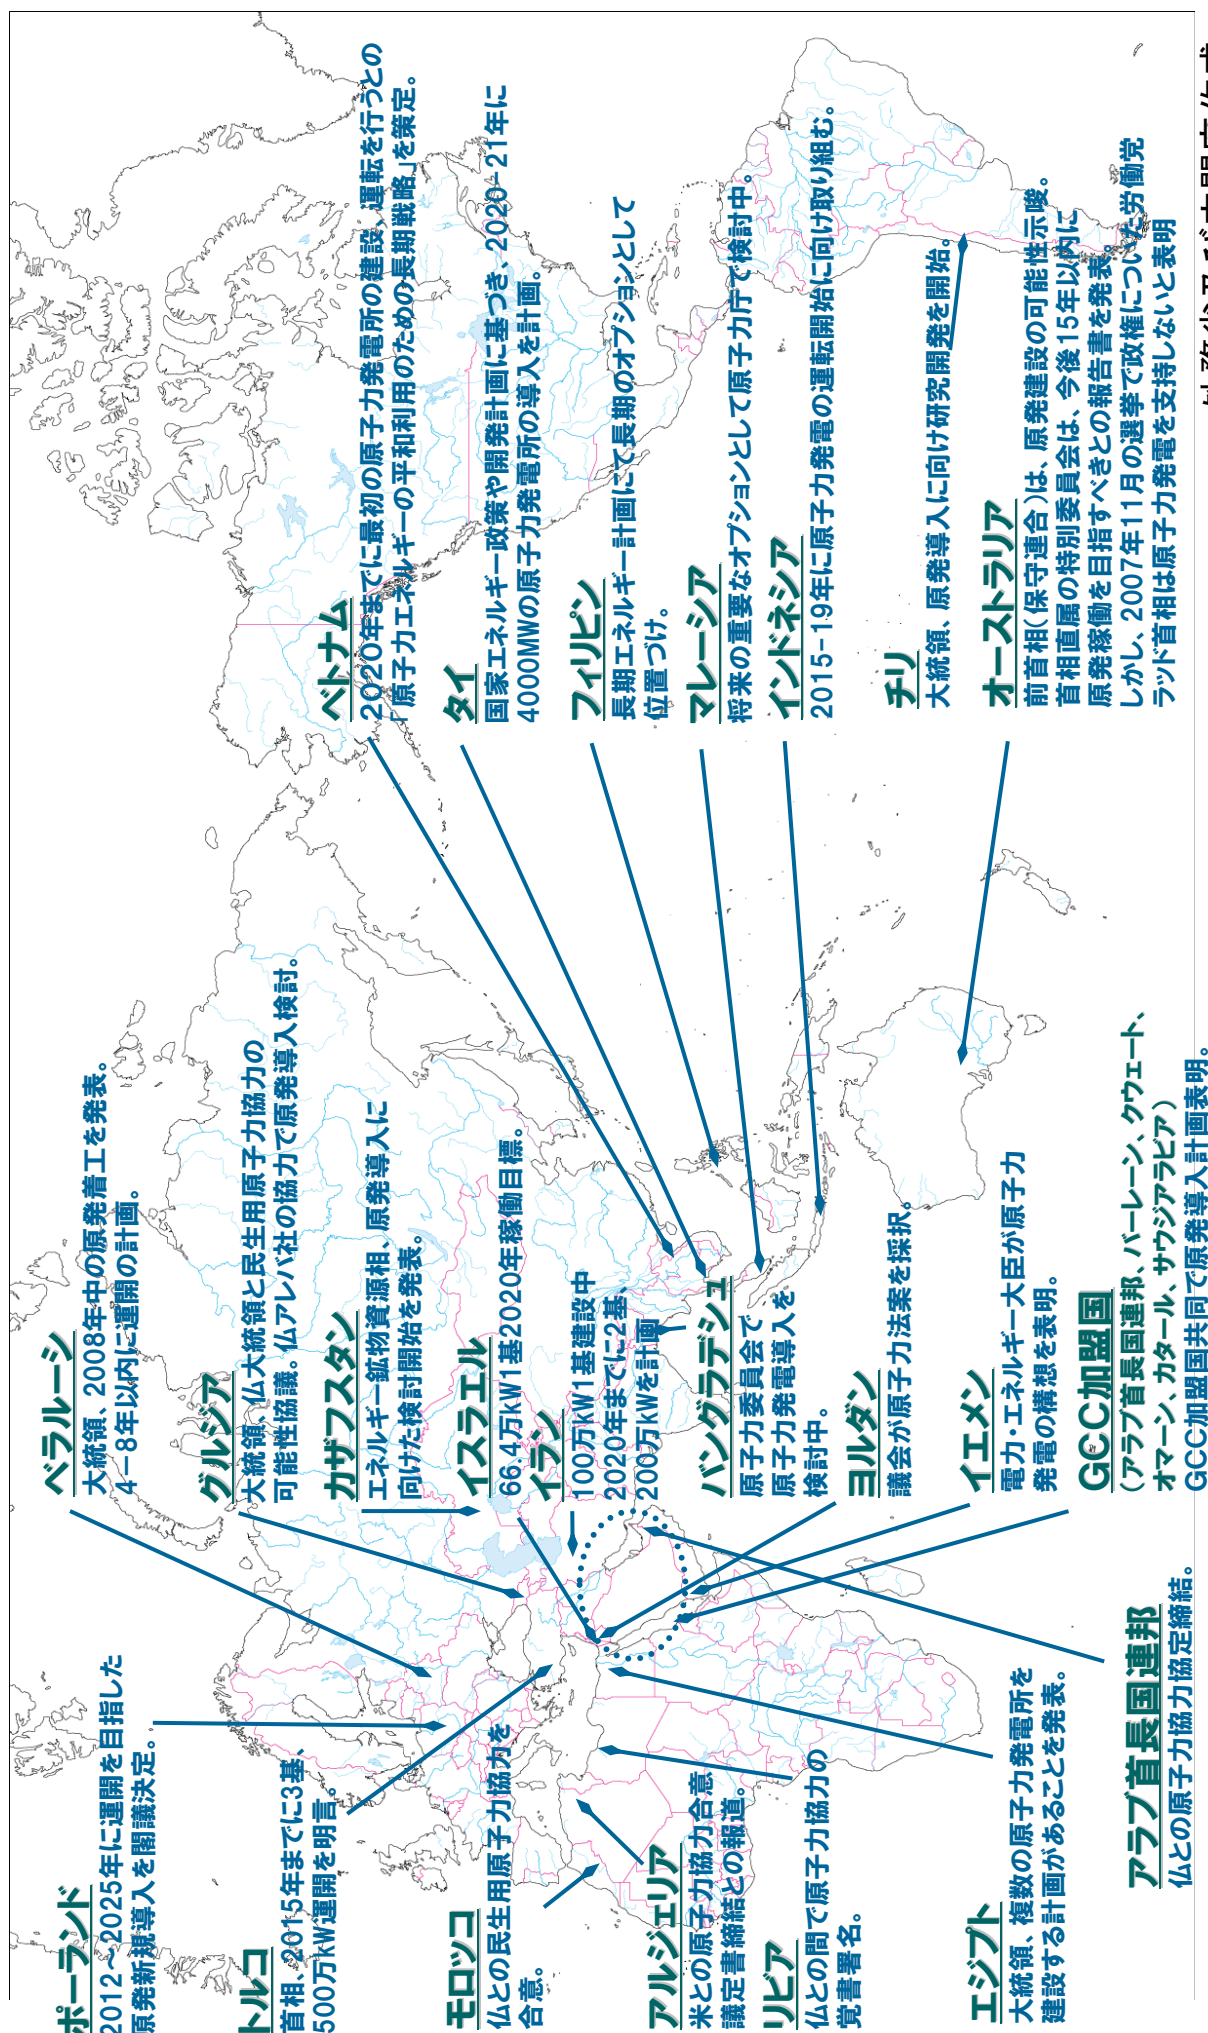 ポーランド
2012～2025年に運開を目指した
原発新規導入を閣議決定。
トルコ
首相、2015年までに3基、
500万kW運開を明言。
モロッコ
仏との民生用原子力協力を
合意。
アルジェリア
米との原子力協力合意
議定書締結との報道。
リビア
仏との間で原子力協力の
覚書署名。
エジプト
大統領、複数の原子力発電所を
建設する計画があることを発表。
アラブ首長国連邦
仏との原子力協力協定締結。
ベラルーシ
大統領、2008年中の原発着工を発表。
4－8年以内に運開の計画。
グルジア
大統領、仏大統領と民生用原子力協力の
可能性協議。仏アレバ社の協力で原発導入検討。
カザフスタン
エネルギー鉱物資源相、原発導入に
向けた検討開始を発表。
イスラエル
66.4万kW1基2020年稼働目標。
イラン
100万kW1基建設中
2020年までに2基、
200万kWを計画
バングラデシュ
原子力委員会で
原子力発電導入を
検討中。
ヨルダン
議会が原子力法案を採択。
イエメン
電力・エネルギー大臣が原子力
発電の構想を表明。
GCC加盟国
（アラブ首長国連邦、バーレーン、クウェート、
オマーン、カタール、サウジアラビア）
GCC加盟国共同で原発導入計画表明。
ベトナム
2020年までに最初の原子力発電所の建設、運転を行うとの
「原子力エネルギーの平和利用のための長期戦略」を策定。
タイ
国家エネルギー政策や開発計画に基づき、2020-21年に
4000MWの原子力発電所の導入を計画。
フィリピン
長期エネルギー計画にて長期のオプションとして
位置づけ。
マレーシア
将来の重要なオプションとして原子力庁で検討中。
インドネシア
2015-19年に原子力発電の運転開始に向け取り組む。
チリ
大統領、原発導入に向け研究開発を開始。
オーストラリア
前首相(保守連合)は、原発建設の可能性示唆。
首相直属の特別委員会は、今後15年以内に
原発稼働を目指すべきとの報告書を発表。
しかし、2007年11月の選挙で政権についた労働党
ラッド首相は原子力発電を支持しないと表明